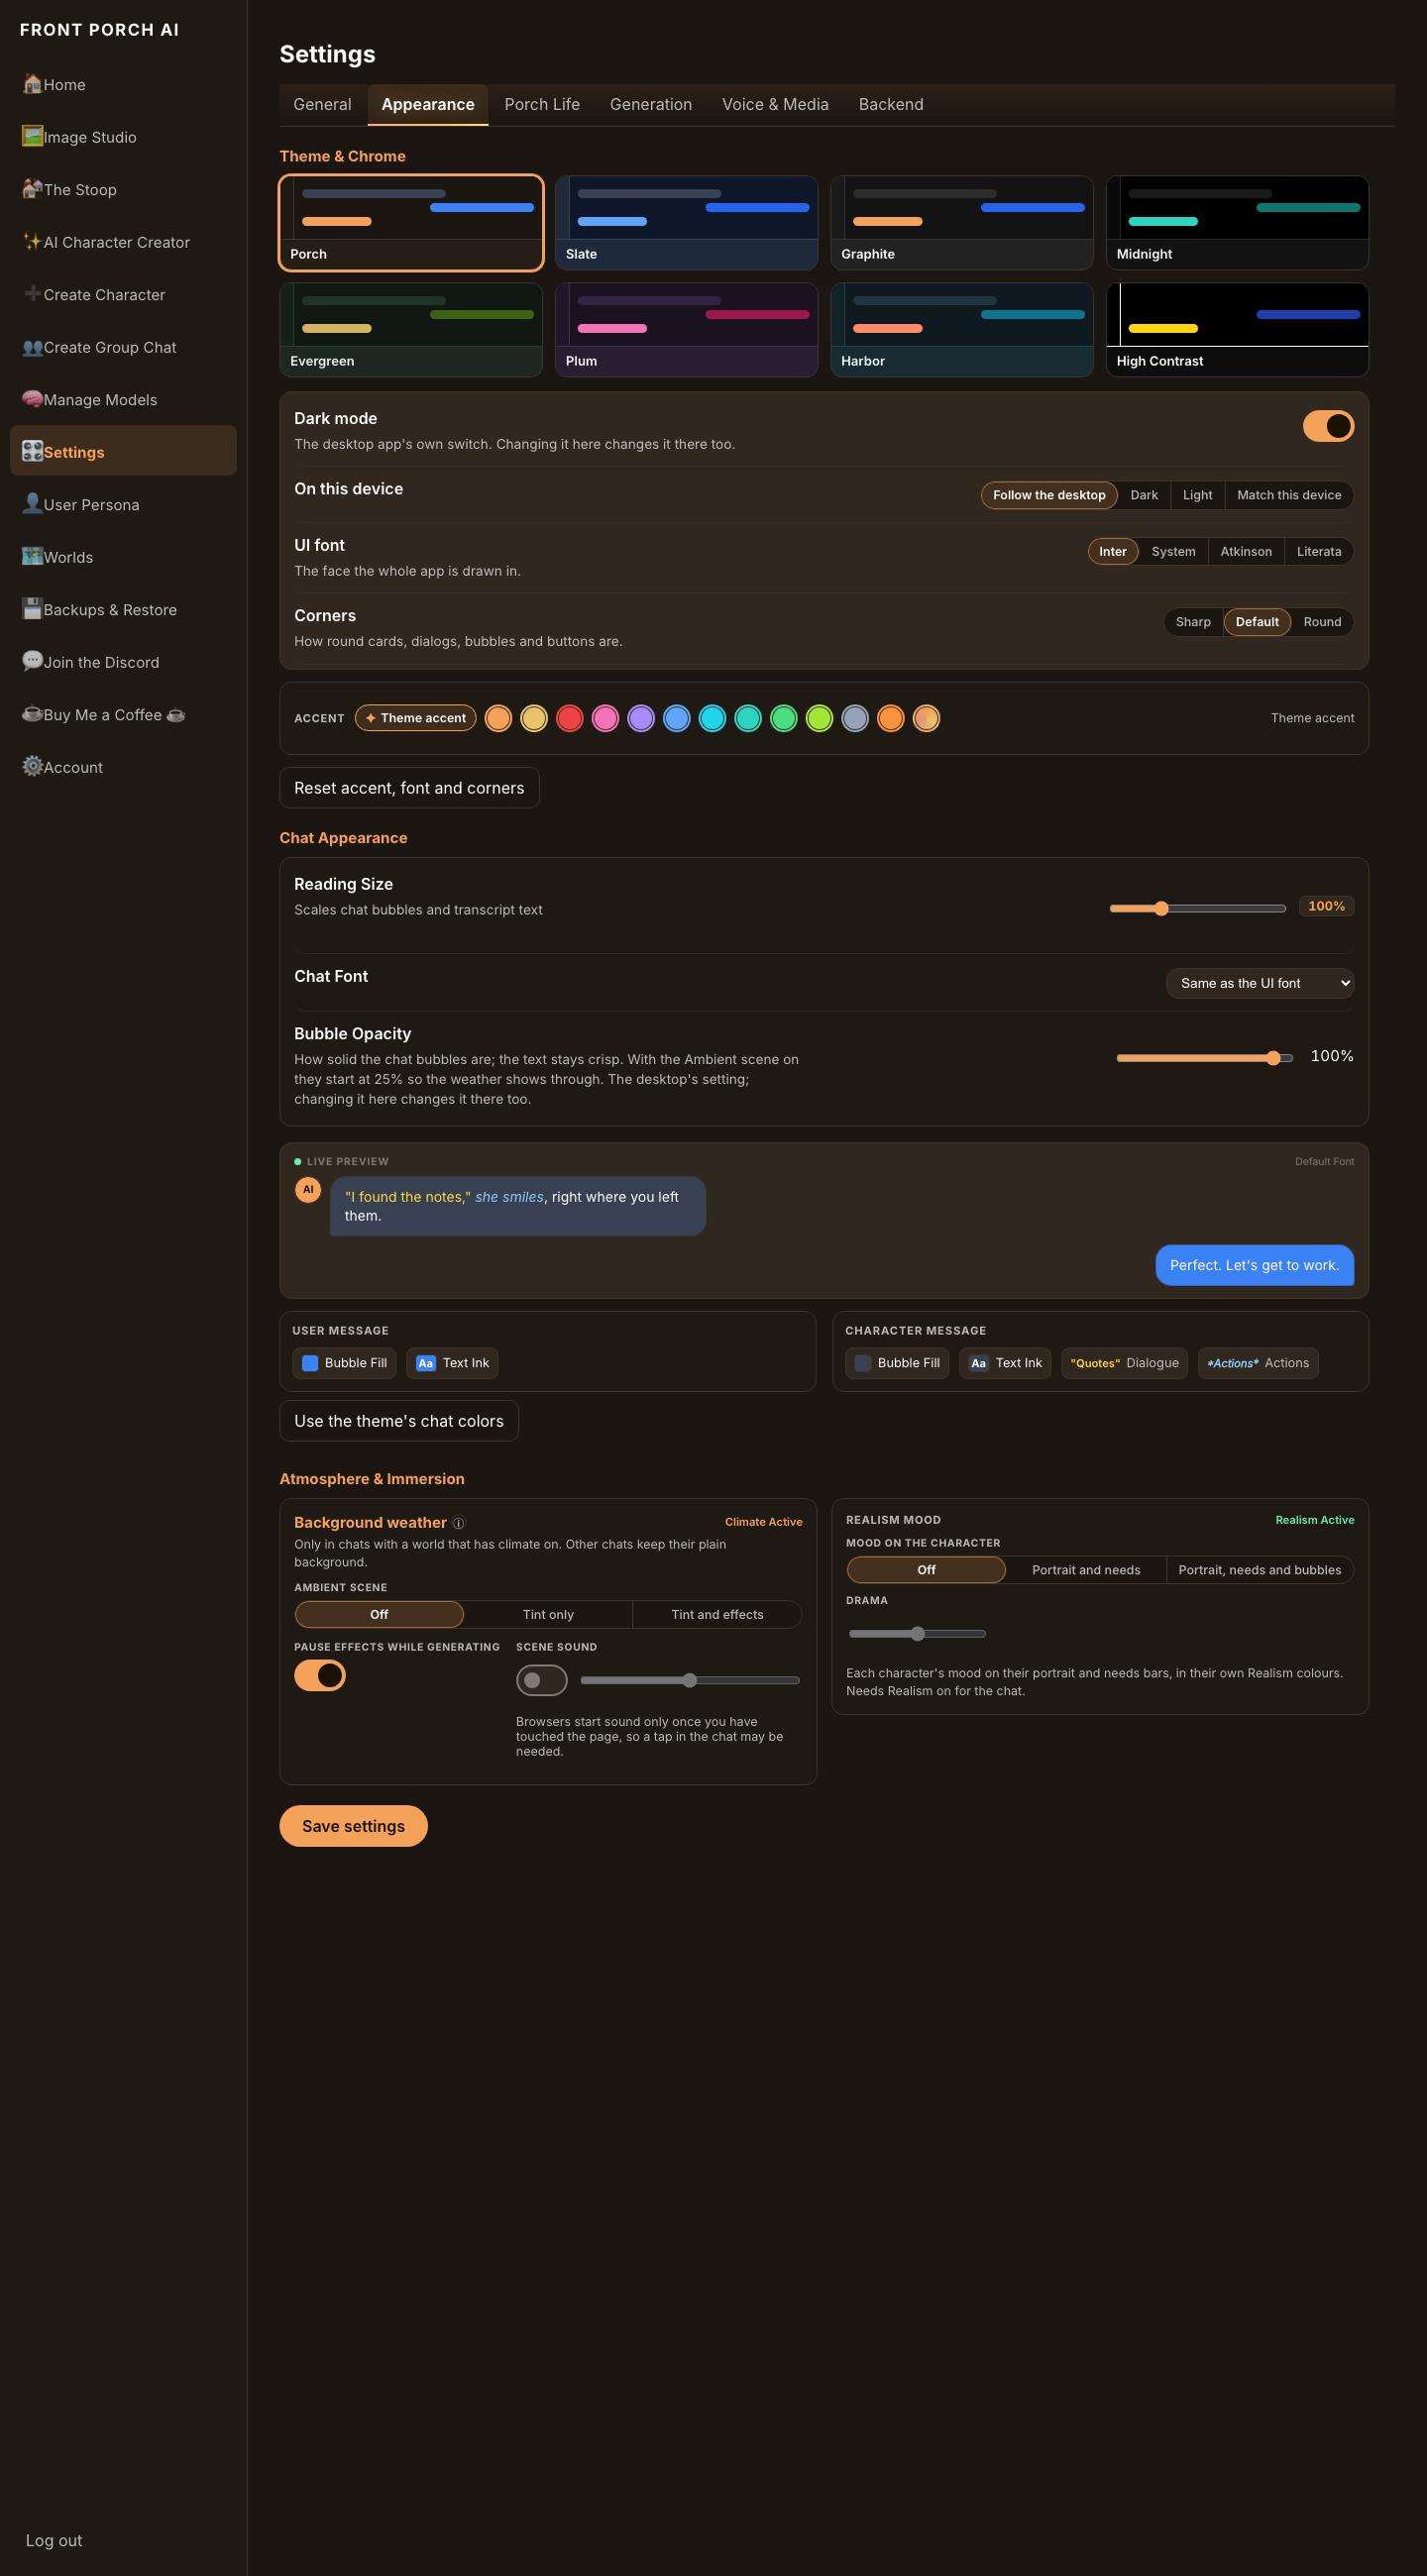 FRONT PORCH AI
Home
Image Studio
The Stoop
AI Character Creator
Create Character
Create Group Chat
Manage Models
Settings
User Persona
Worlds
Backups & Restore
Join the Discord
Buy Me a Coffee ☕
Account
Log out
Settings
General Appearance Porch Life Generation Voice & Media Backend
Theme & Chrome
Porch Slate Graphite Midnight
Evergreen Plum Harbor High Contrast
Dark mode
The desktop app's own switch. Changing it here changes it there too.
On this device
Follow the desktop Dark Light Match this device
UI font
Inter System Atkinson Literata
The face the whole app is drawn in.
Corners
Sharp Default Round
How round cards, dialogs, bubbles and buttons are.
ACCENT ✦ Theme accent Theme accent
Reset accent, font and corners
Chat Appearance
Reading Size
Scales chat bubbles and transcript text
100%
Chat Font
Same as the UI font
Bubble Opacity
How solid the chat bubbles are; the text stays crisp. With the Ambient scene on
they start at 25% so the weather shows through. The desktop's setting;
changing it here changes it there too.
100%
LIVE PREVIEW Default Font
AI
"I found the notes," she smiles, right where you left
them.
Perfect. Let's get to work.
USER MESSAGE
Bubble Fill Aa Text Ink
CHARACTER MESSAGE
Bubble Fill Aa Text Ink "Quotes" Dialogue *Actions* Actions
Use the theme's chat colors
Atmosphere & Immersion
Background weather ⓘ Climate Active
Only in chats with a world that has climate on. Other chats keep their plain
background.
AMBIENT SCENE
Off Tint only Tint and effects
PAUSE EFFECTS WHILE GENERATING
SCENE SOUND
Browsers start sound only once you have
touched the page, so a tap in the chat may be
needed.
REALISM MOOD Realism Active
MOOD ON THE CHARACTER
Off Portrait and needs Portrait, needs and bubbles
DRAMA
Each character's mood on their portrait and needs bars, in their own Realism colours.
Needs Realism on for the chat.
Save settings